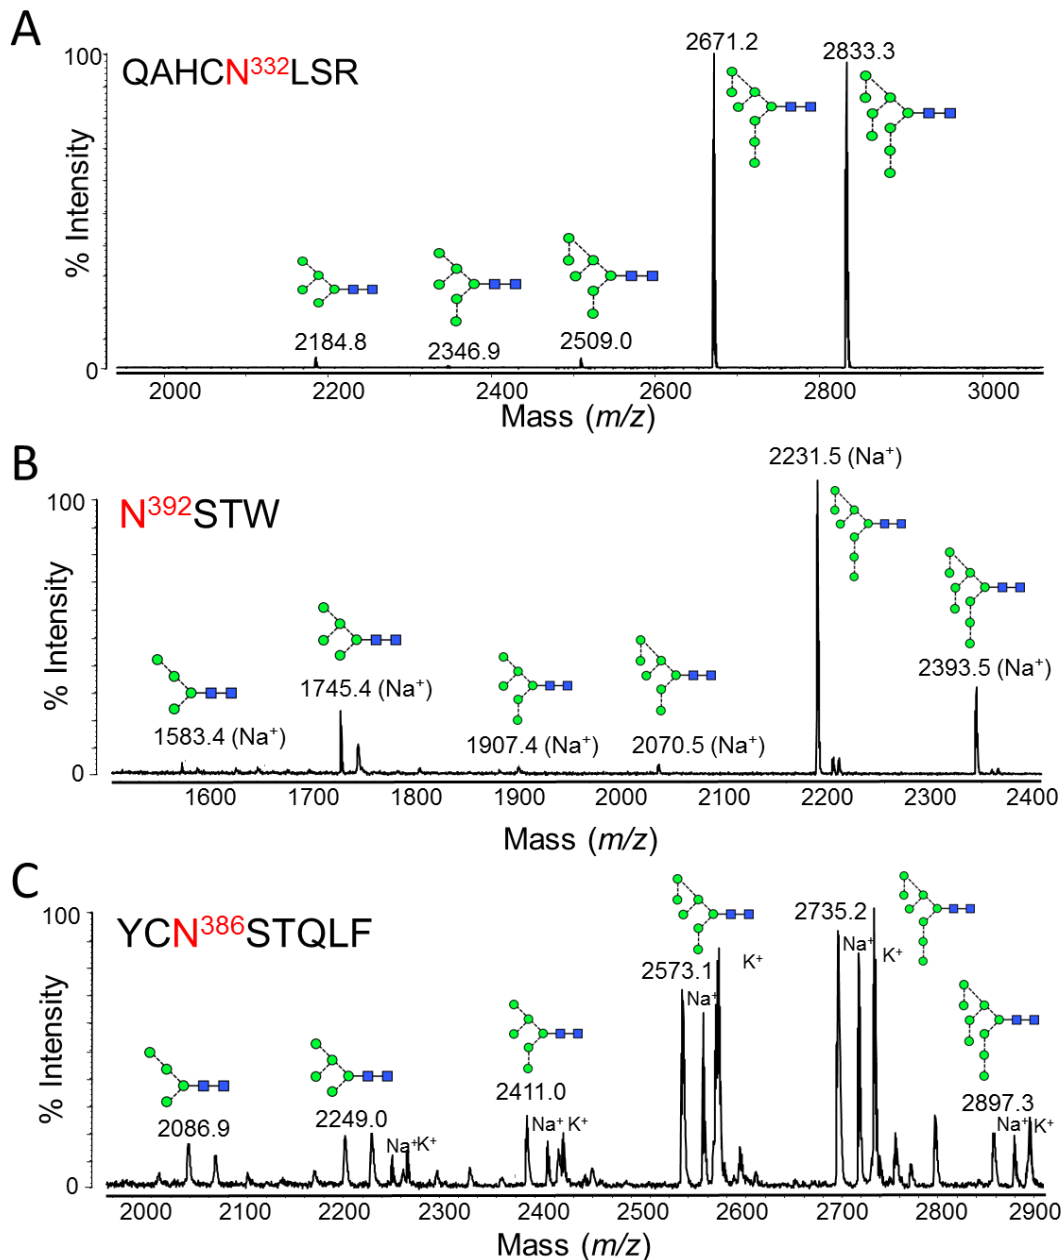 A
QAHCN332LSR
100
0
% Intensity
2184.8
2346.9
2509.0
2671.2
2833.3
2000 2200 2400 2600 2800 3000
Mass (m/z)
B
N392STW
100
0
% Intensity
1583.4 (Na+)
1745.4 (Na+)
1907.4 (Na+)
2070.5 (Na+)
2231.5 (Na+)
2393.5 (Na+)
1600 1700 1800 1900 2000 2100 2200 2300 2400
Mass (m/z)
C
YCN386STQLF
100
0
% Intensity
2086.9
2249.0
Na+ K+
2411.0
Na+ K+
2573.1
Na+
K+
2735.2
Na+
K+
2897.3
Na+ K+
2000 2100 2200 2300 2400 2500 2600 2700 2800 2900
Mass (m/z)